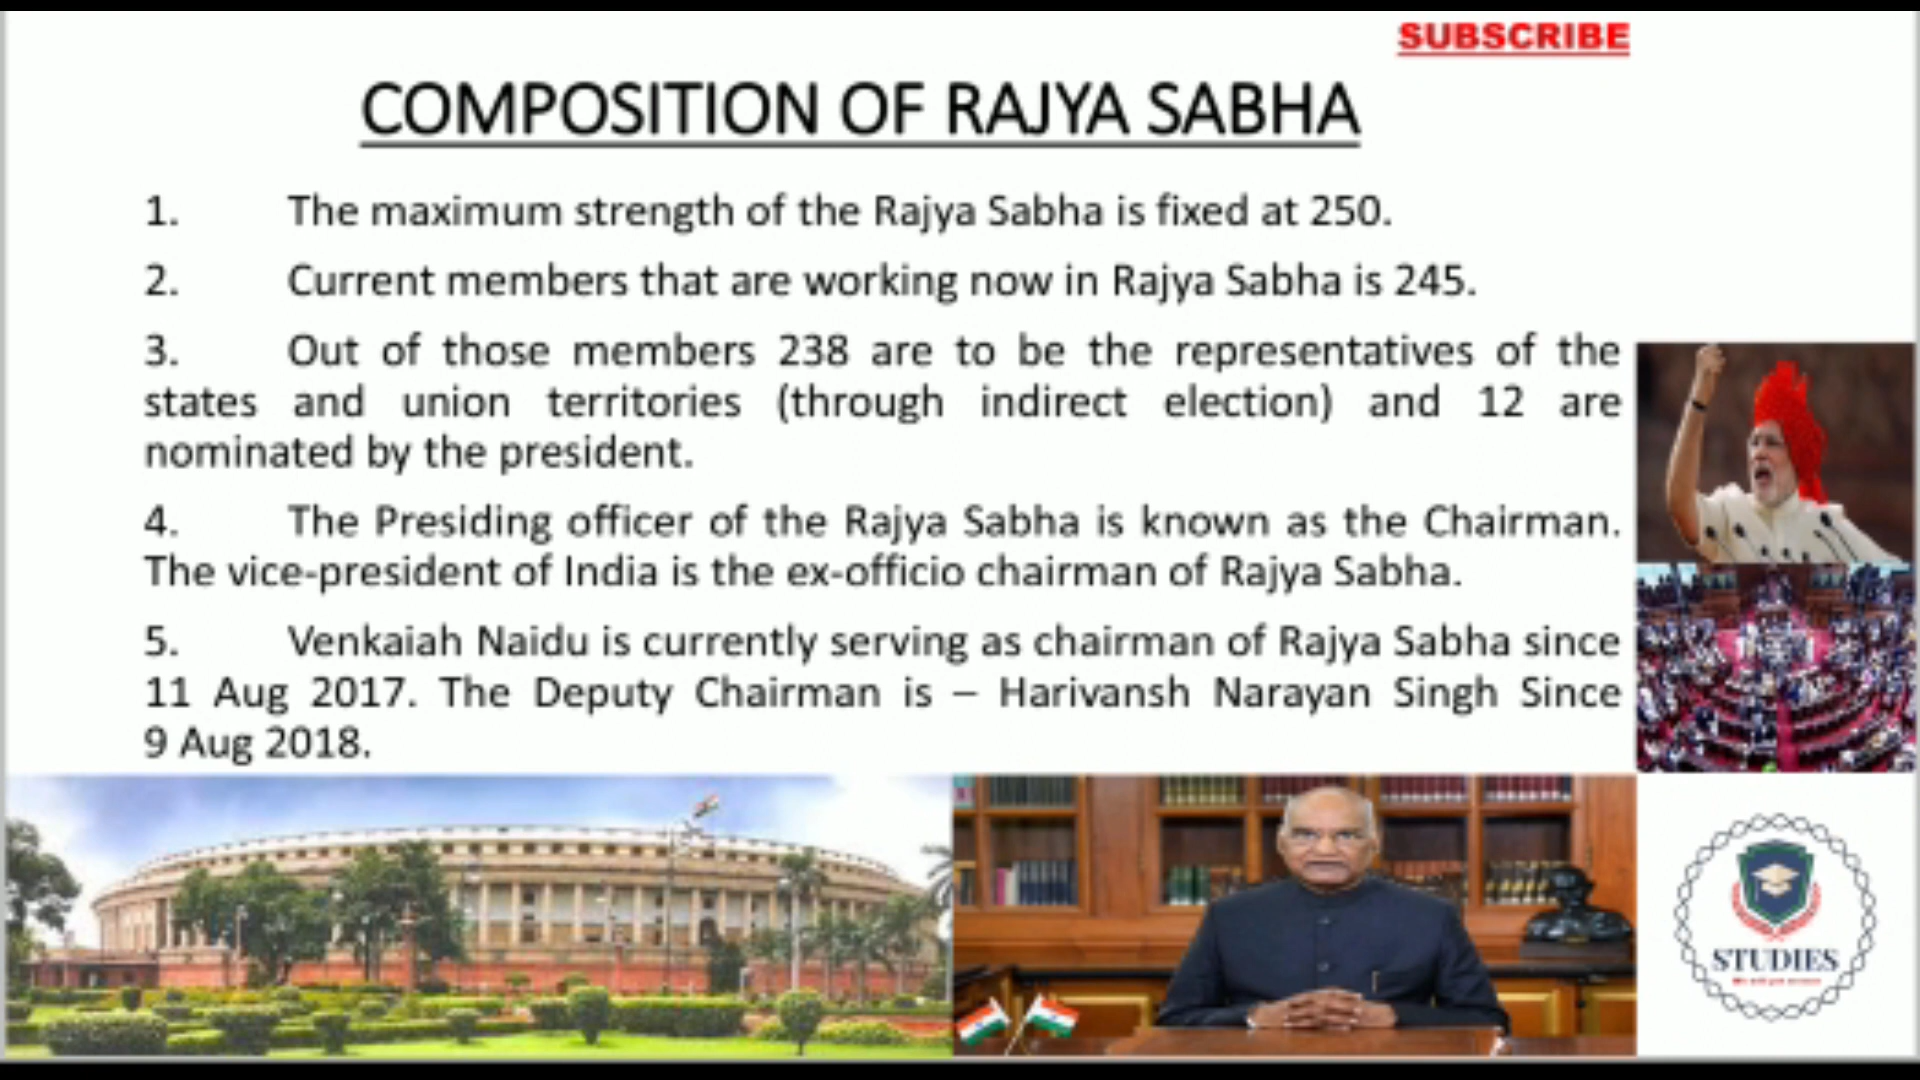 SUBSCRIBE
COMPOSITION OF RAJYA SABHA
1. The maximum strength of the Rajya Sabha is fixed at 250.
2. Current members that are working now in Rajya Sabha is 245.
3. Out of those members 238 are to be the representatives of the
states and union territories (through indirect election) and 12 are
nominated by the president.
4. The Presiding officer of the Rajya Sabha is known as the Chairman.
The vice-president of India is the ex-officio chairman of Rajya Sabha.
5. Venkaiah Naidu is currently serving as chairman of Rajya Sabha since
11 Aug 2017. The Deputy Chairman is – Harivansh Narayan Singh Since
9 Aug 2018.
STUDIES